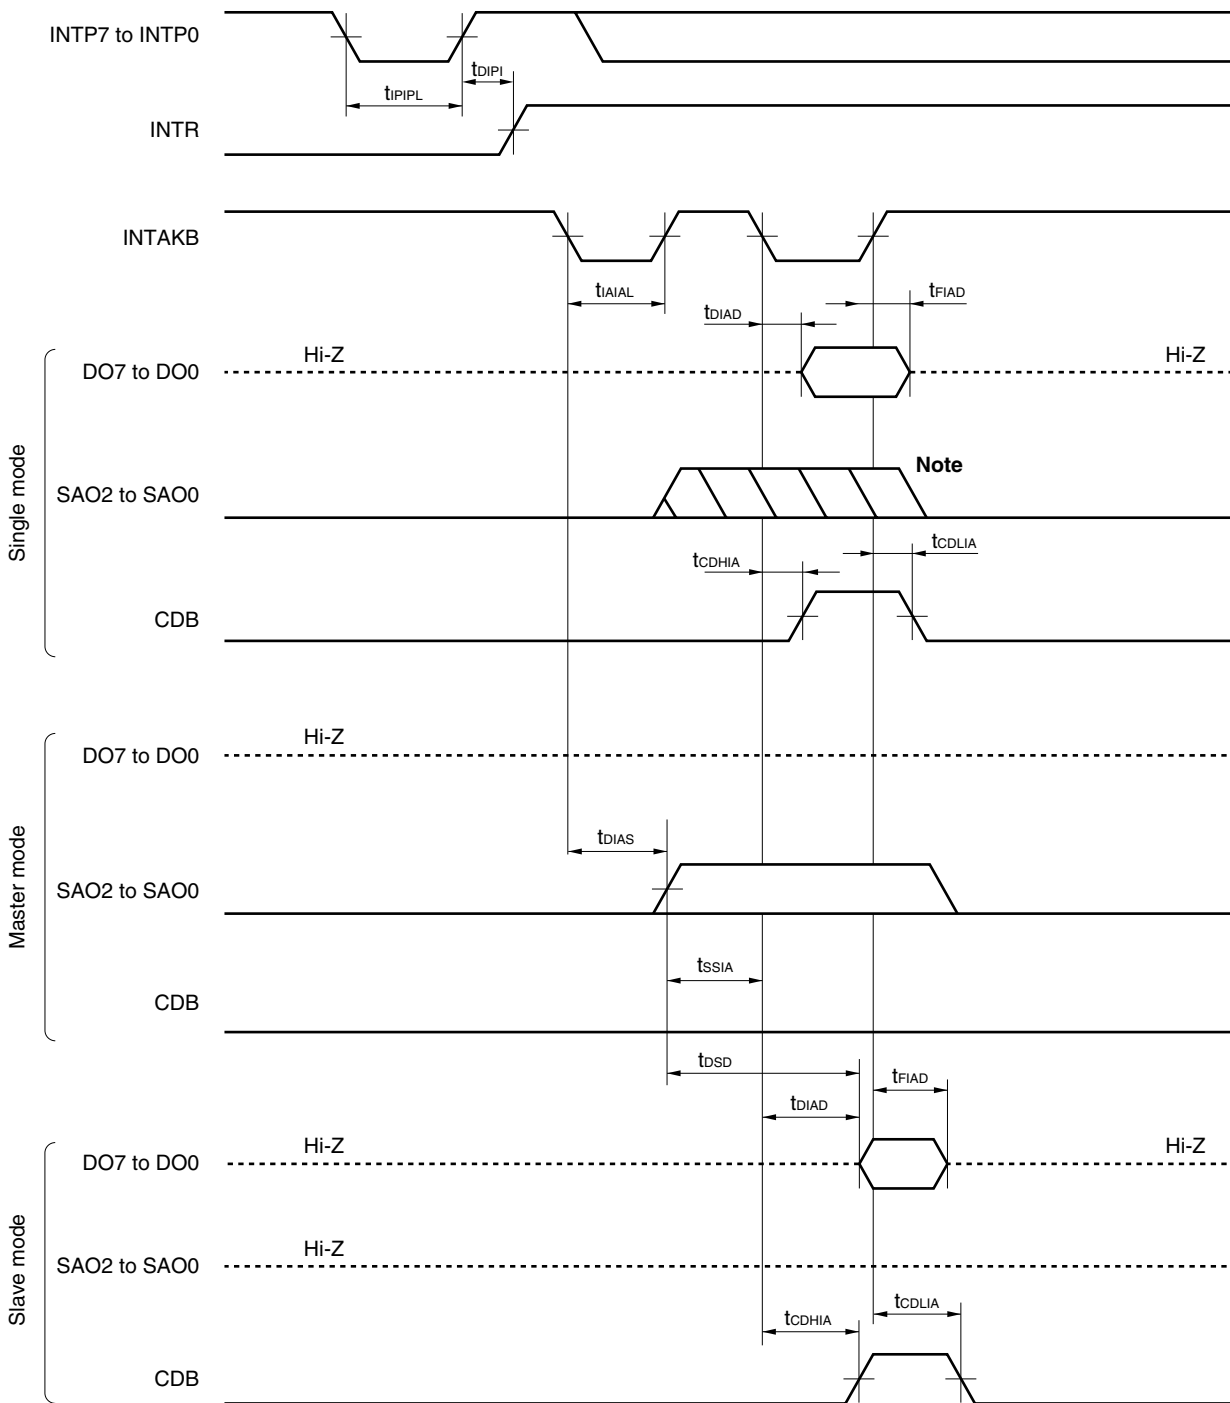 INTP7 to INTP0
tDIPI
tIPIPL
INTR
INTAKB
tIAIAL
tFIAD
tDIAD
Single mode
Hi-Z
Hi-Z
DO7 to DO0
Note
SAO2 to SAO0
tCDLIA
tCDHIA
CDB
Master mode
Hi-Z
DO7 to DO0
tDIAS
SAO2 to SAO0
tSSIA
CDB
tDSD
tFIAD
tDIAD
Slave mode
Hi-Z
Hi-Z
DO7 to DO0
Hi-Z
SAO2 to SAO0
tCDLIA
tCDHIA
CDB